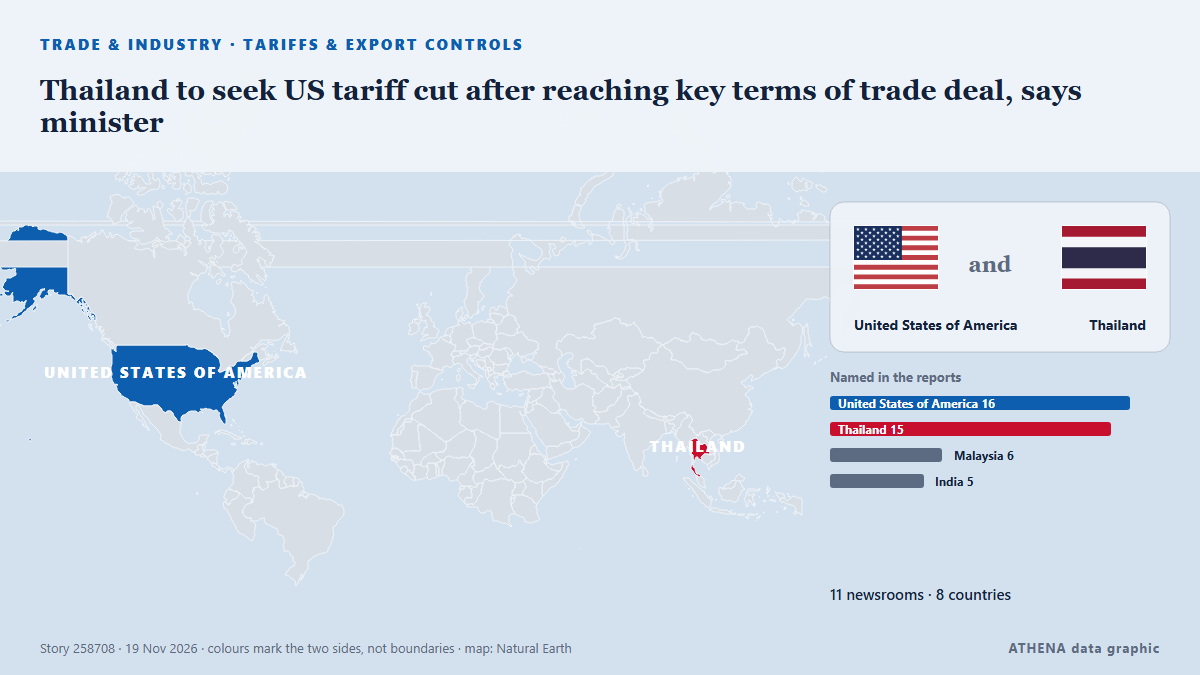 TRADE & INDUSTRY · TARIFFS & EXPORT CONTROLS
Thailand to seek US tariff cut after reaching key terms of trade deal, says
minister
UNITED STATES OF AMERICA
THAILAND
and
United States of America
Thailand
Named in the reports
United States of America 16
Thailand 15
Malaysia 6
India 5
11 newsrooms · 8 countries
Story 258708 · 19 Nov 2026 · colours mark the two sides, not boundaries · map: Natural Earth
ATHENA data graphic